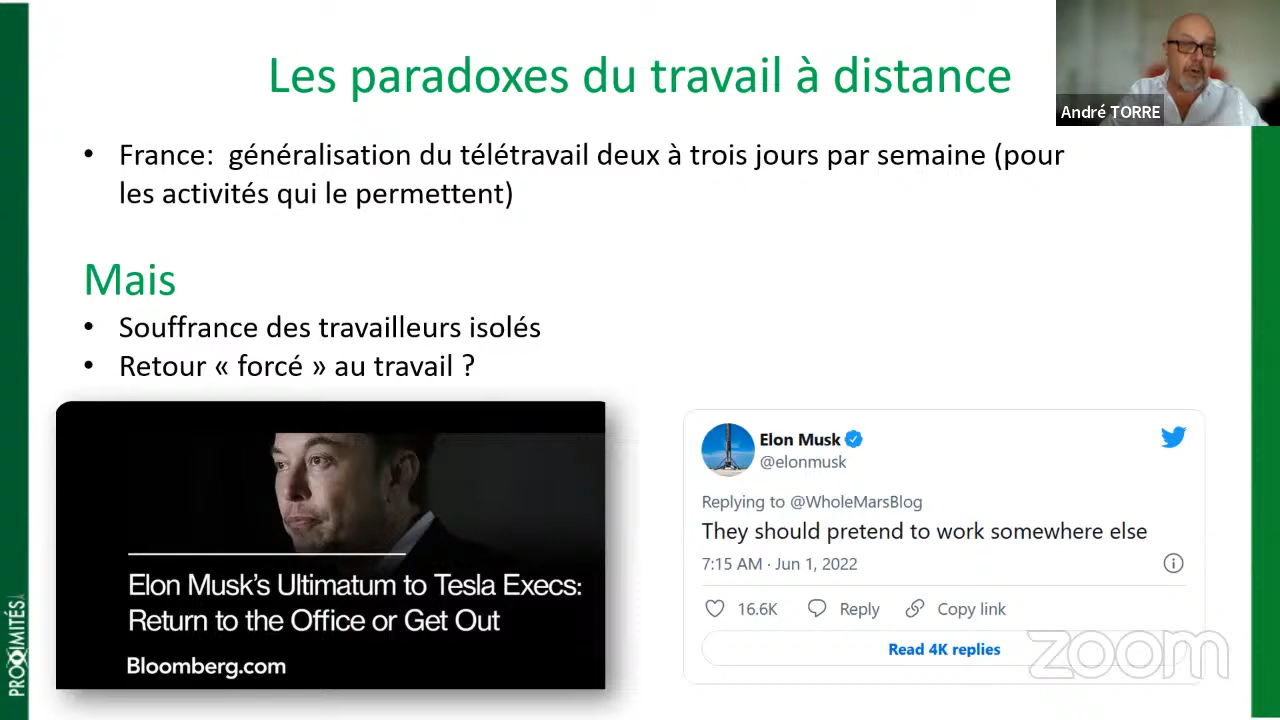 Les paradoxes du travail à distance
André TORRE
• France:  généralisation du télétravail deux à trois jours par semaine (pour
les activités qui le permettent)
Mais
• Souffrance des travailleurs isolés
• Retour « forcé » au travail ?
Elon Musk's Ultimatum to Tesla Execs:
Return to the Office or Get Out
Bloomberg.com
Elon Musk
@elonmusk
Replying to @WholeMarsBlog
They should pretend to work somewhere else
7:15 AM · Jun 1, 2022
16.6K Reply Copy link
Read 4K replies
zoom
PROXIMITÉS